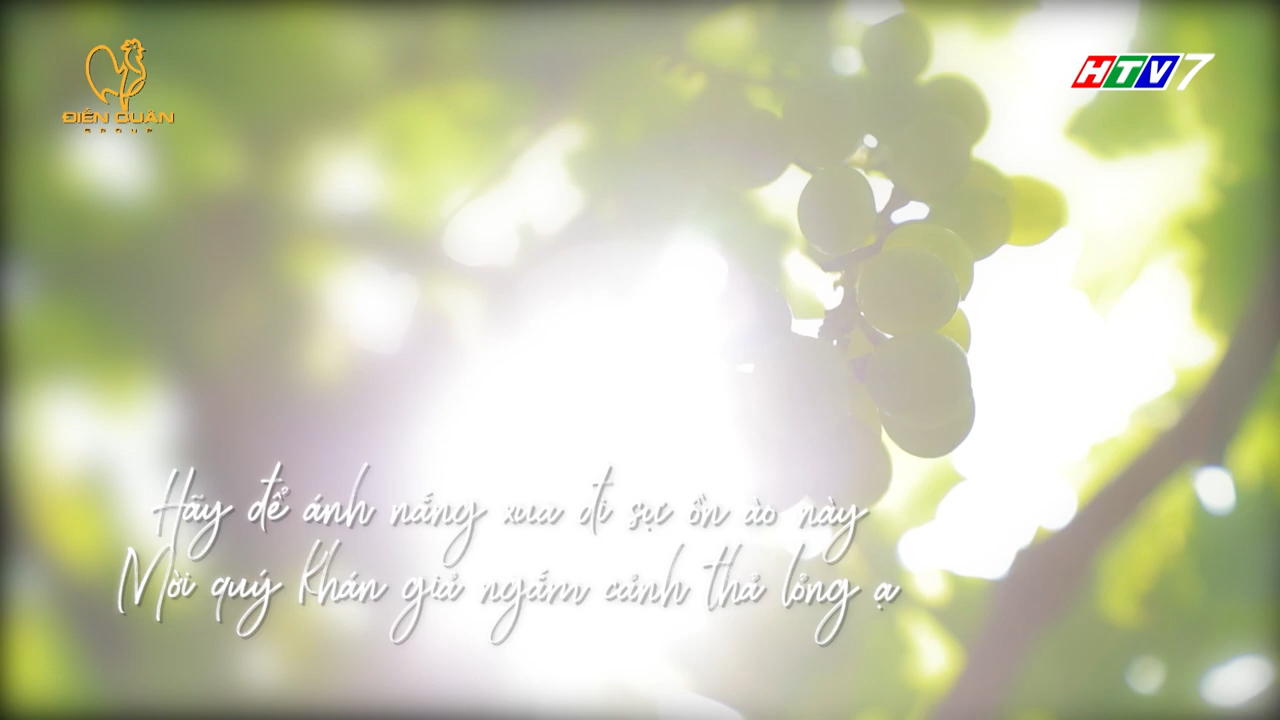 ĐIỀN QUÂN
GROUP
HTV7
Hãy để ánh nắng xua đi sự ồn ào này
Mời quý khán giả ngắm cảnh thả lỏng ạ